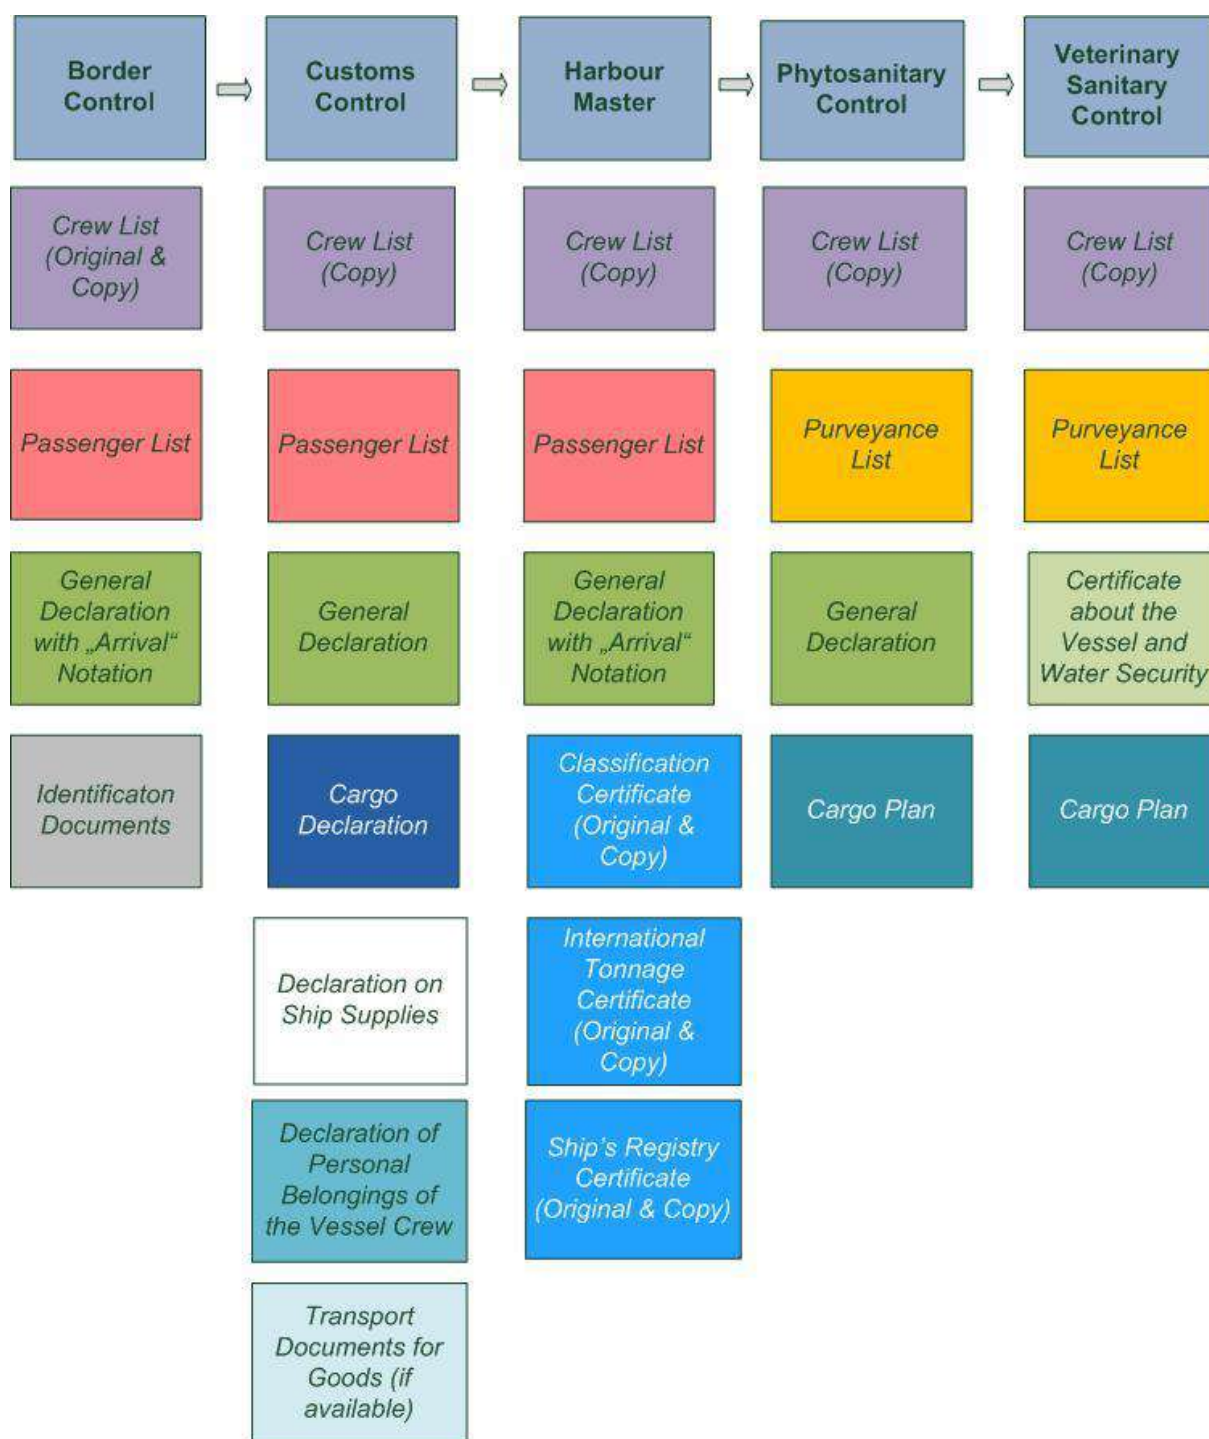 Border
Control
Customs
Control
Harbour
Master
Phytosanitary
Control
Veterinary
Sanitary
Control
Crew List
(Original &
Copy)
Crew List
(Copy)
Crew List
(Copy)
Crew List
(Copy)
Crew List
(Copy)
Passenger List
Passenger List
Passenger List
Purveyance
List
Purveyance
List
General
Declaration
with „Arrival“
Notation
General
Declaration
General
Declaration
with „Arrival“
Notation
General
Declaration
Certificate
about the
Vessel and
Water Security
Identificaton
Documents
Cargo
Declaration
Classification
Certificate
(Original &
Copy)
Cargo Plan
Cargo Plan
Declaration on
Ship Supplies
International
Tonnage
Certificate
(Original &
Copy)
Declaration of
Personal
Belongings of
the Vessel Crew
Ship’s Registry
Certificate
(Original & Copy)
Transport
Documents for
Goods (if
available)